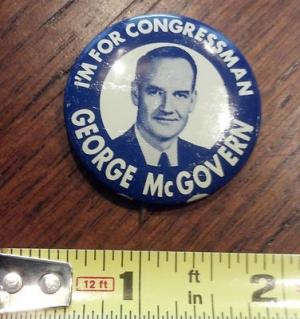 I'M FOR CONGRESSMAN
GEORGE McGOVERN
12 ft 1 ft 2
in